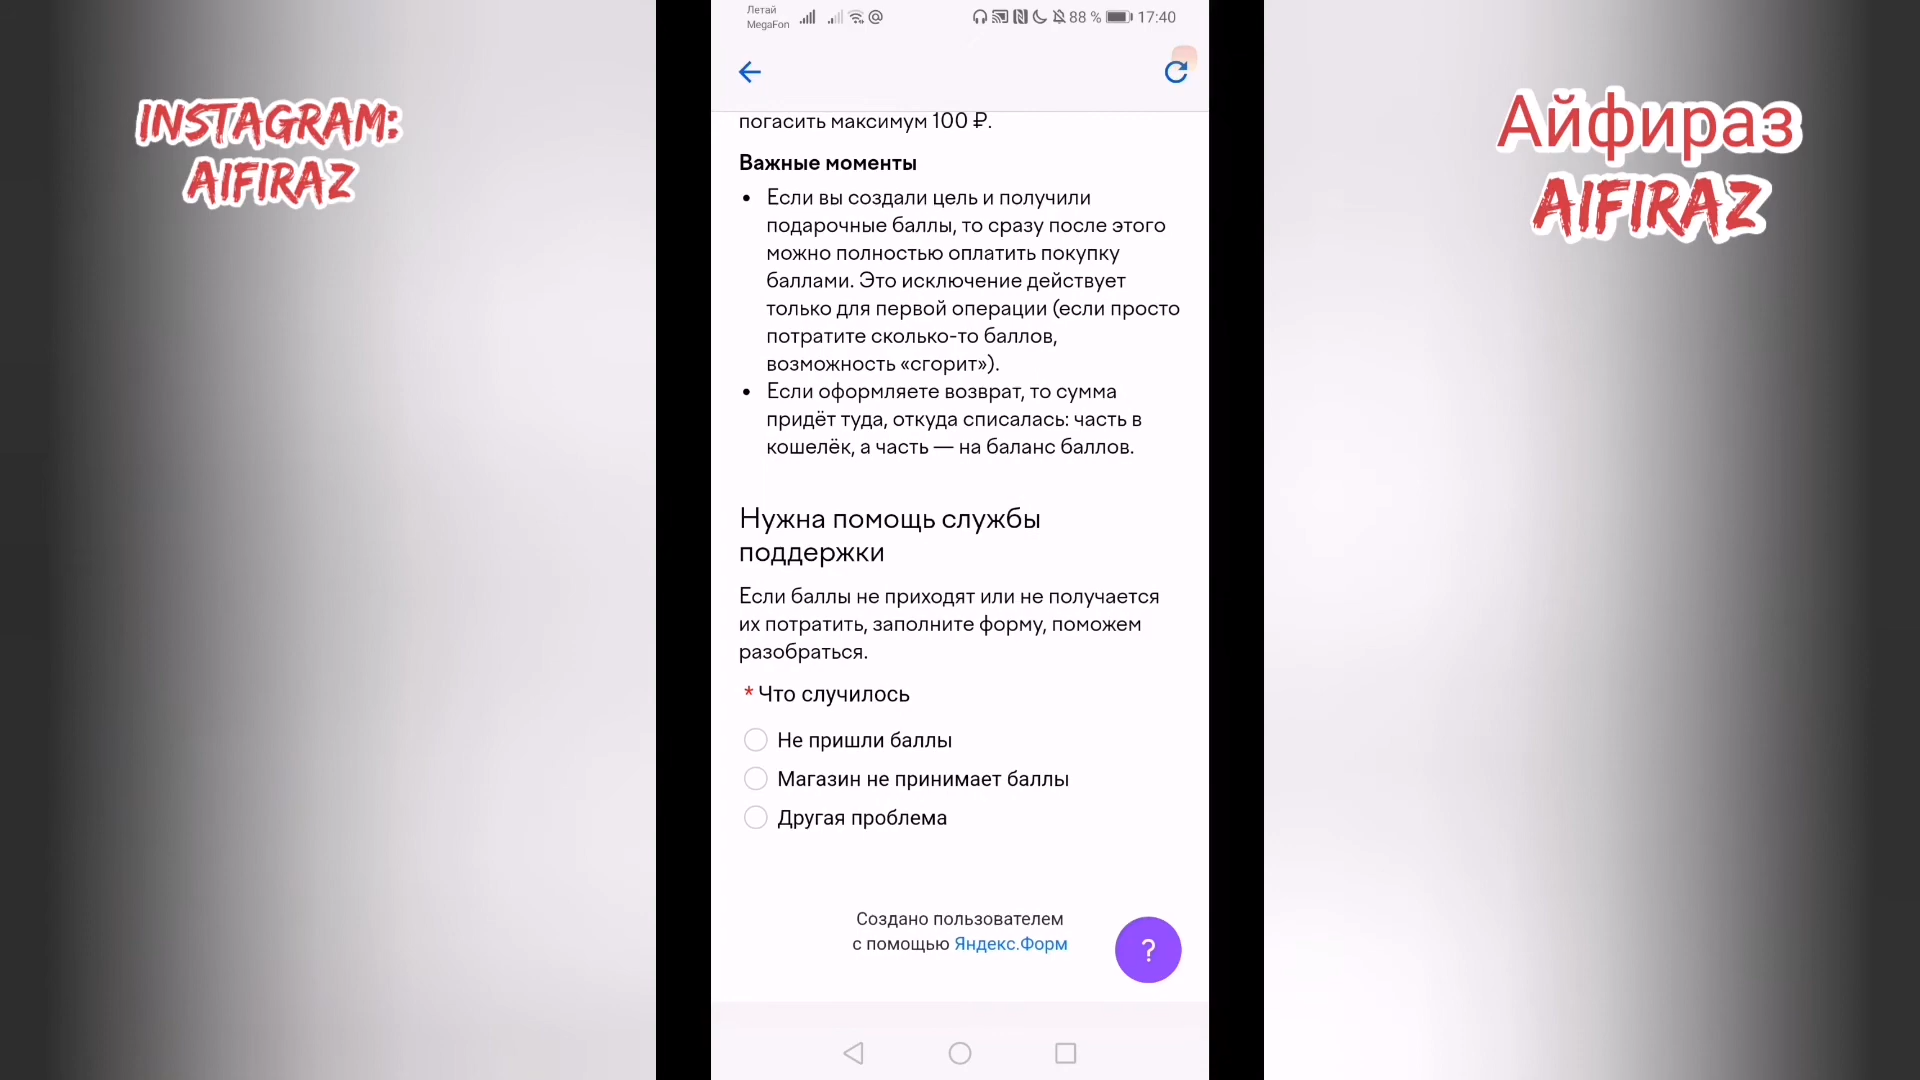 INSTAGRAM:
AIFIRAZ
Летай
MegaFon
88 %
17:40
погасить максимум 100 ₽.
Важные моменты
• Если вы создали цель и получили
подарочные баллы, то сразу после этого
можно полностью оплатить покупку
баллами. Это исключение действует
только для первой операции (если просто
потратите сколько-то баллов,
возможность «сгорит»).
• Если оформляете возврат, то сумма
придёт туда, откуда списалась: часть в
кошелёк, а часть — на баланс баллов.
Нужна помощь службы
поддержки
Если баллы не приходят или не получается
их потратить, заполните форму, поможем
разобраться.
* Что случилось
Не пришли баллы
Магазин не принимает баллы
Другая проблема
Создано пользователем
с помощью Яндекс.Форм
?
Айфираз
AIFIRAZ